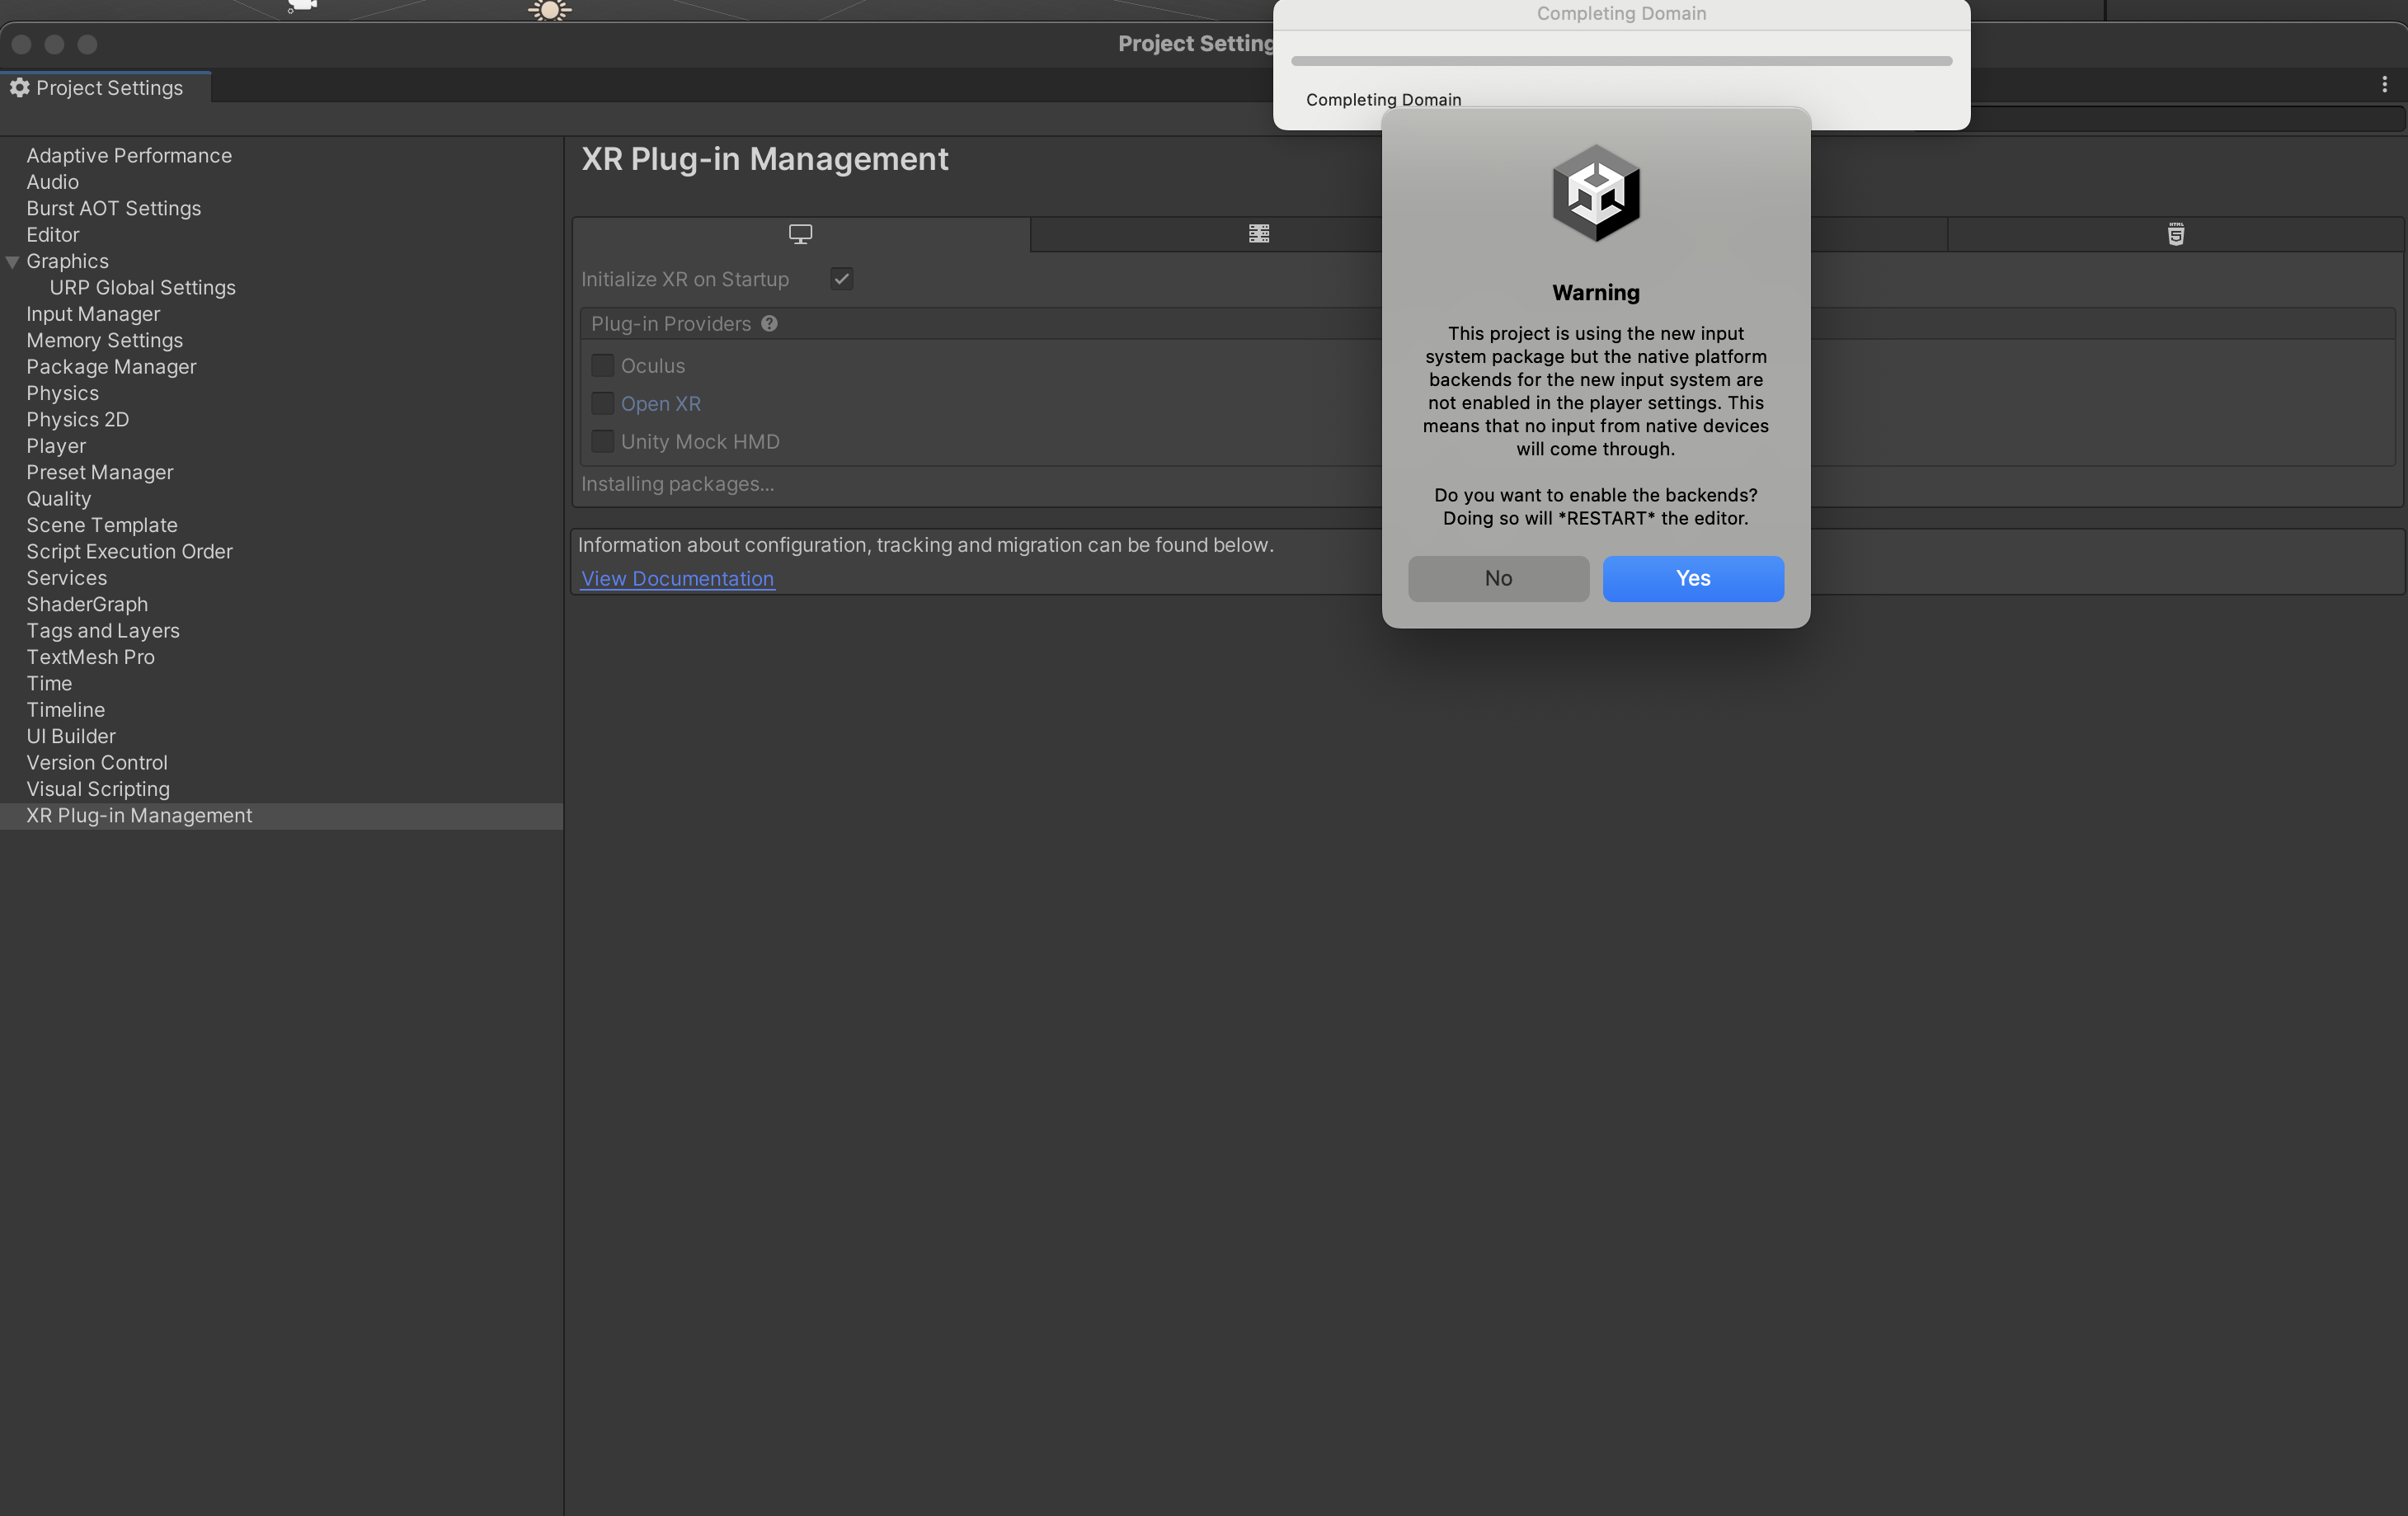 Completing Domain
Project Setting
Project Settings
Completing Domain
Adaptive Performance
Audio
Burst AOT Settings
Editor
Graphics
URP Global Settings
Input Manager
Memory Settings
Package Manager
Physics
Physics 2D
Player
Preset Manager
Quality
Scene Template
Script Execution Order
Services
ShaderGraph
Tags and Layers
TextMesh Pro
Time
Timeline
UI Builder
Version Control
Visual Scripting
XR Plug-in Management
XR Plug-in Management
HTML
5
Initialize XR on Startup
Plug-in Providers ?
Oculus
Open XR
Unity Mock HMD
Installing packages...
Information about configuration, tracking and migration can be found below.
View Documentation
Warning
This project is using the new input
system package but the native platform
backends for the new input system are
not enabled in the player settings. This
means that no input from native devices
will come through.
Do you want to enable the backends?
Doing so will *RESTART* the editor.
No
Yes